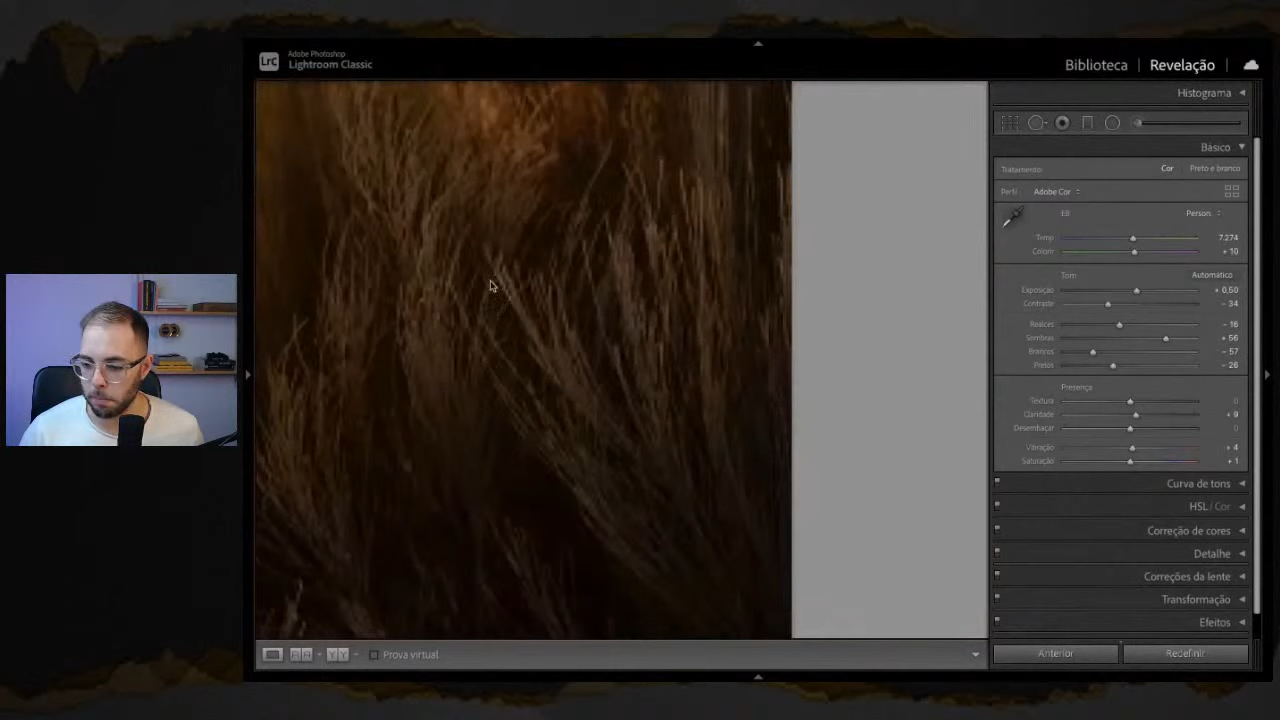 LrC
Adobe Photoshop
Lightroom Classic
Biblioteca | Revelação |
Histograma
Básico
Tratamento: Cor Preto e branco
Perfil Adobe Cor
EB Person.
Temp 7.274
Colorir + 10
Tom: Automático
Exposição + 0,50
Contraste - 34
Realces - 16
Sombras + 56
Brancos - 57
Pretos - 26
Presença
Textura 0
Claridade + 9
Desembaçar 0
Vibração + 4
Saturação + 1
Curva de tons
HSL / Cor
Correção de cores
Detalhe
Correções da lente
Transformação
Efeitos
Prova virtual
Anterior Redefinir